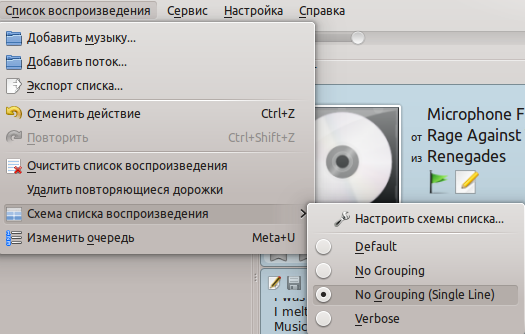 Список воспроизведения Сервис Настройка Справка
Добавить музыку...
Добавить поток...
Экспорт списка...
Отменить действие Ctrl+Z
Повторить Ctrl+Shift+Z
Очистить список воспроизведения
Удалить повторяющиеся дорожки
Схема списка воспроизведения
Изменить очередь Meta+U
Microphone F
от Rage Against
из Renegades
Настроить схемы списка...
Default
No Grouping
No Grouping (Single Line)
Verbose
I was
I melt
Music